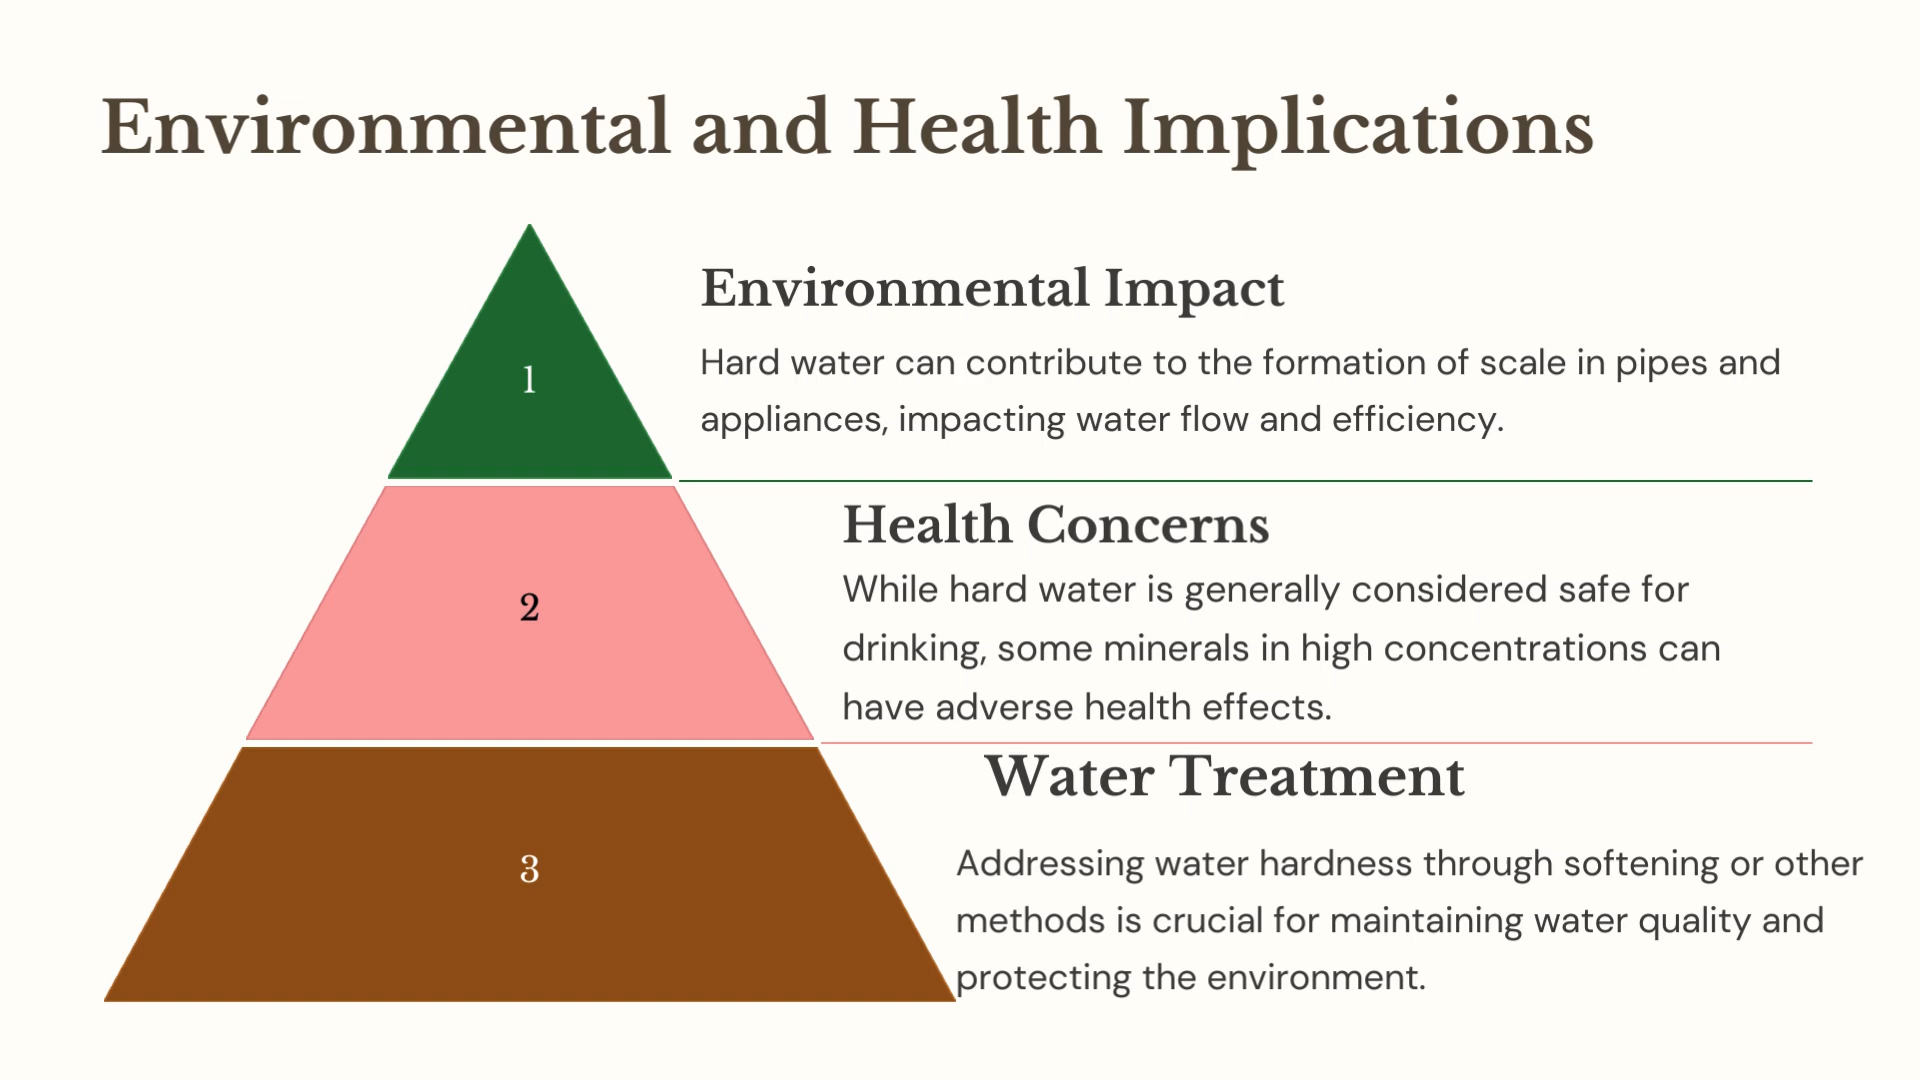 Environmental and Health Implications
1
Environmental Impact
Hard water can contribute to the formation of scale in pipes and
appliances, impacting water flow and efficiency.
2
Health Concerns
While hard water is generally considered safe for
drinking, some minerals in high concentrations can
have adverse health effects.
3
Water Treatment
Addressing water hardness through softening or other
methods is crucial for maintaining water quality and
protecting the environment.